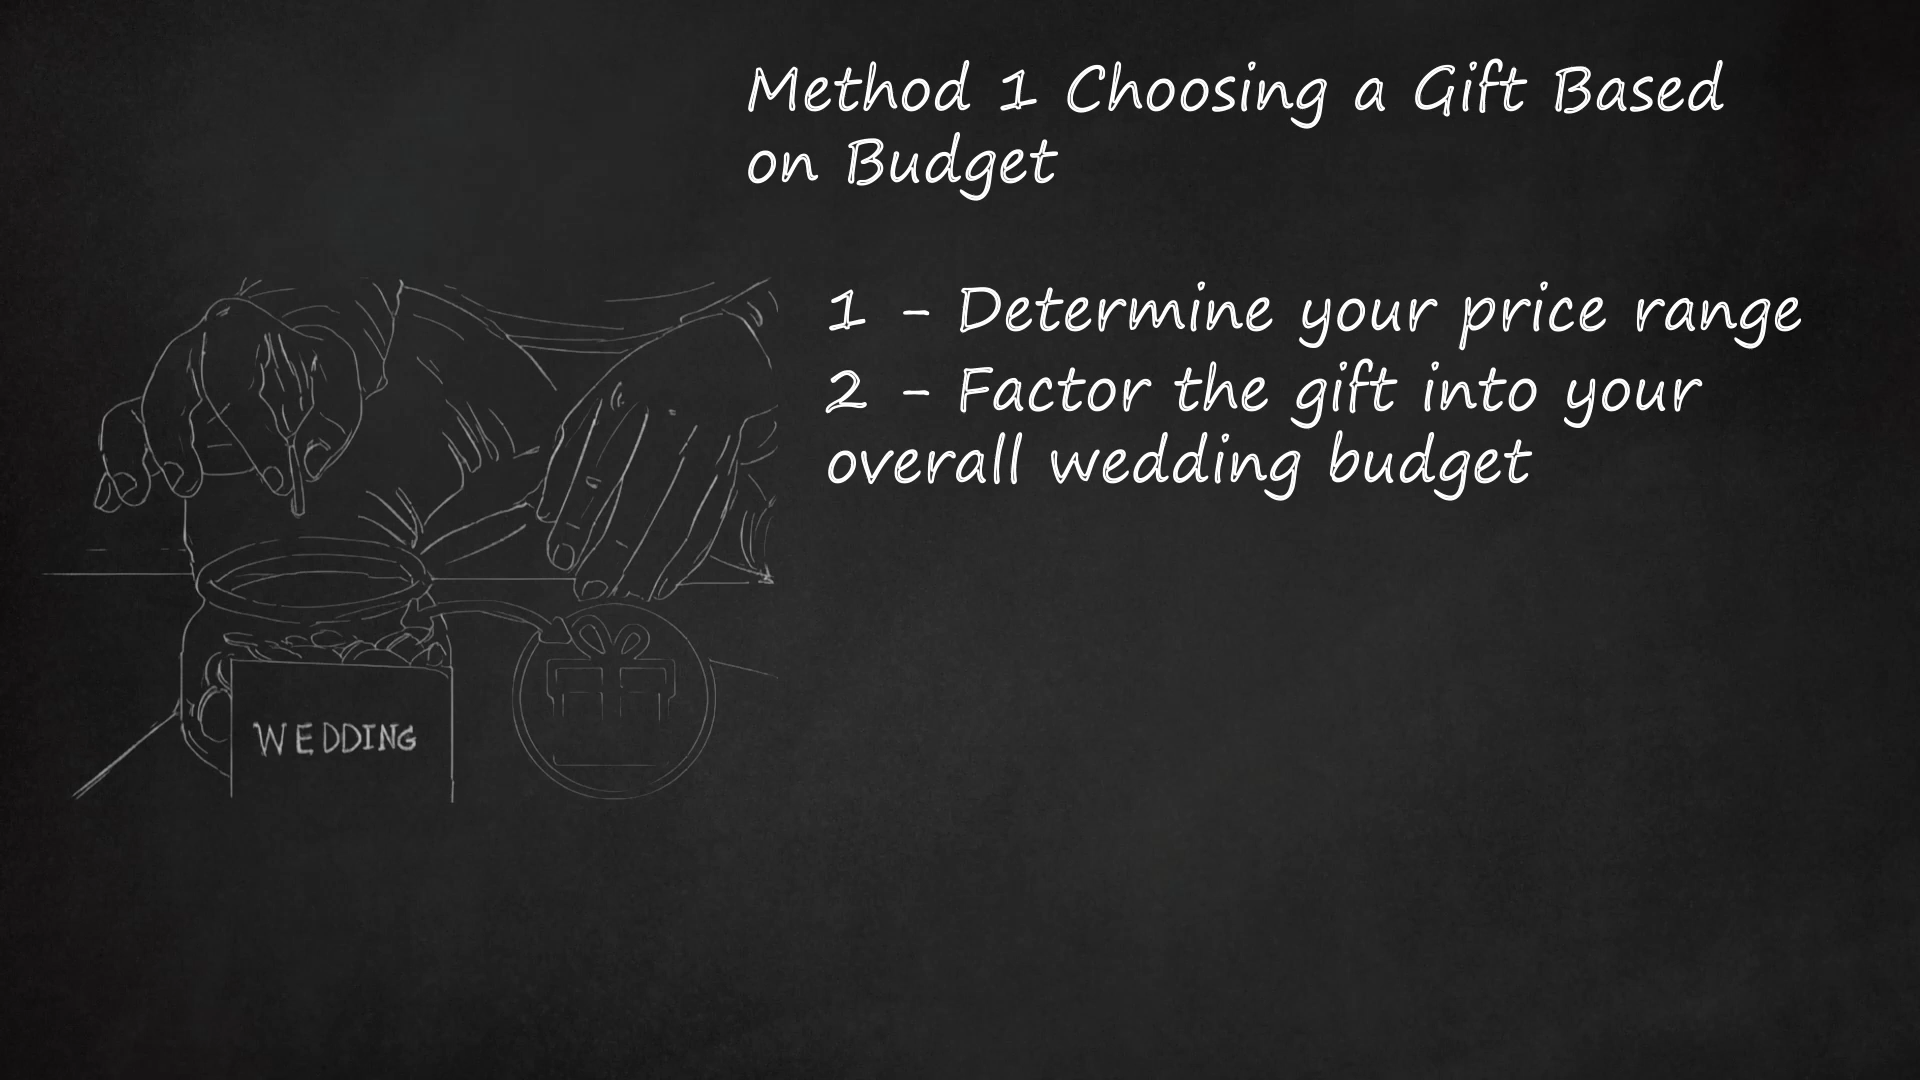 Method 1 Choosing a Gift Based
on Budget
1 - Determine your price range
2 - Factor the gift into your
overall wedding budget
WEDDING